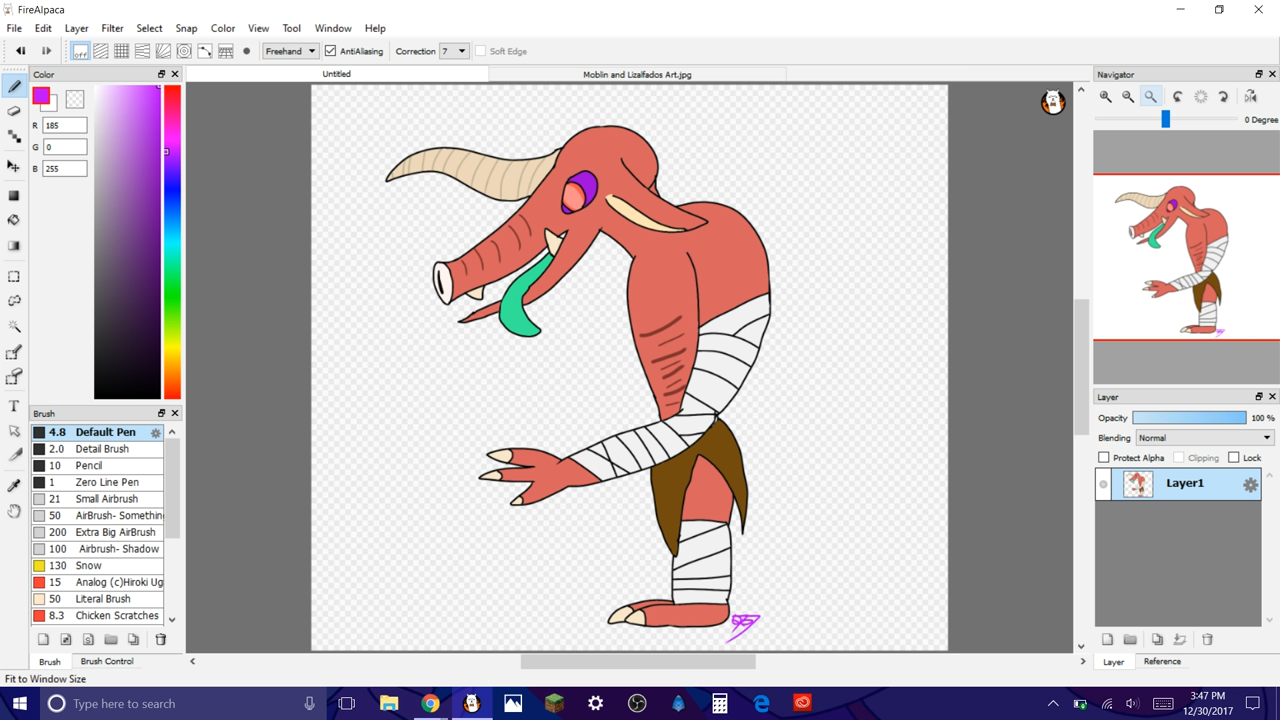 FireAlpaca
File Edit Layer Filter Select Snap Color View Tool Window Help
off Freehand AntiAliasing Correction 7 Soft Edge
Color
Untitled
Moblin and Lizalfados Art.jpg
Navigator
R 185
G 0
B 255
0 Degree
Brush
4.8 Default Pen
2.0 Detail Brush
10 Pencil
1 Zero Line Pen
21 Small Airbrush
50 AirBrush- Somethin
200 Extra Big AirBrush
100 Airbrush- Shadow
130 Snow
15 Analog (c)Hiroki Ug
50 Literal Brush
8.3 Chicken Scratches
Brush Brush Control
Layer
Opacity 100 %
Blending Normal
Protect Alpha Clipping Lock
Layer1
Layer Reference
Fit to Window Size
Type here to search
3:47 PM
12/30/2017